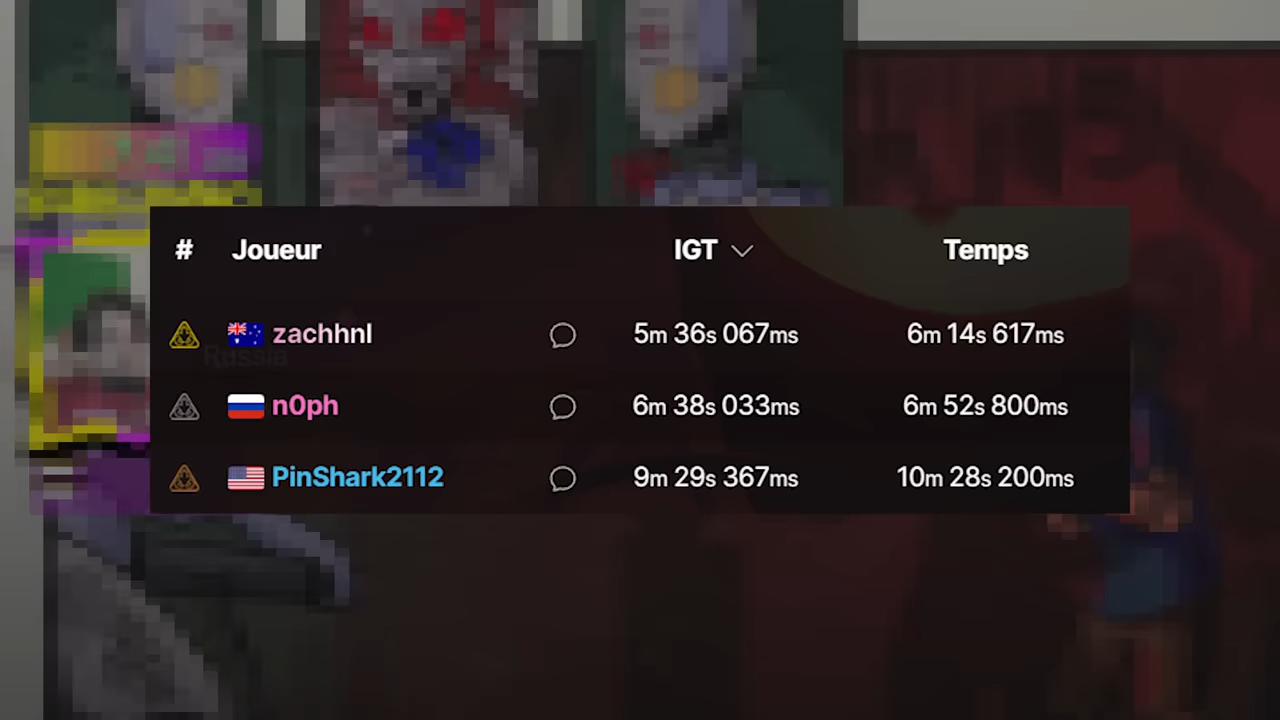 # Joueur IGT Temps
zachhnl 5m 36s 067ms 6m 14s 617ms
Russia
n0ph 6m 38s 033ms 6m 52s 800ms
PinShark2112 9m 29s 367ms 10m 28s 200ms